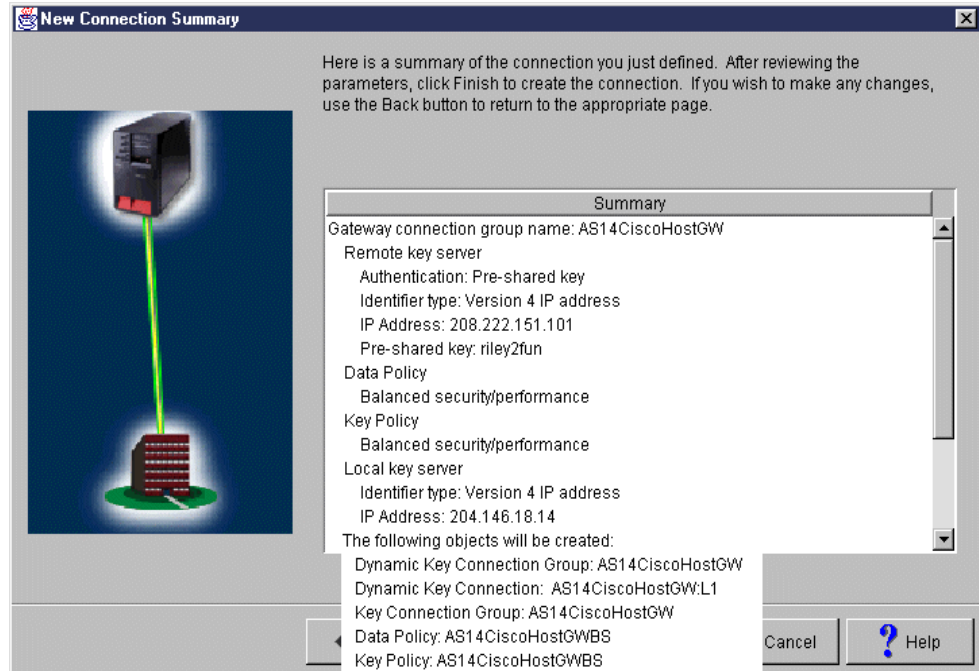 New Connection Summary
Here is a summary of the connection you just defined. After reviewing the
parameters, click Finish to create the connection. If you wish to make any changes,
use the Back button to return to the appropriate page.
Summary
Gateway connection group name: AS14CiscoHostGW
Remote key server
Authentication: Pre-shared key
Identifier type: Version 4 IP address
IP Address: 208.222.151.101
Pre-shared key: riley2fun
Data Policy
Balanced security/performance
Key Policy
Balanced security/performance
Local key server
Identifier type: Version 4 IP address
IP Address: 204.146.18.14
The following objects will be created:
Dynamic Key Connection Group: AS14CiscoHostGW
Dynamic Key Connection: AS14CiscoHostGW:L1
Key Connection Group: AS14CiscoHostGW
Data Policy: AS14CiscoHostGWBS
Key Policy: AS14CiscoHostGWBS
Cancel
? Help